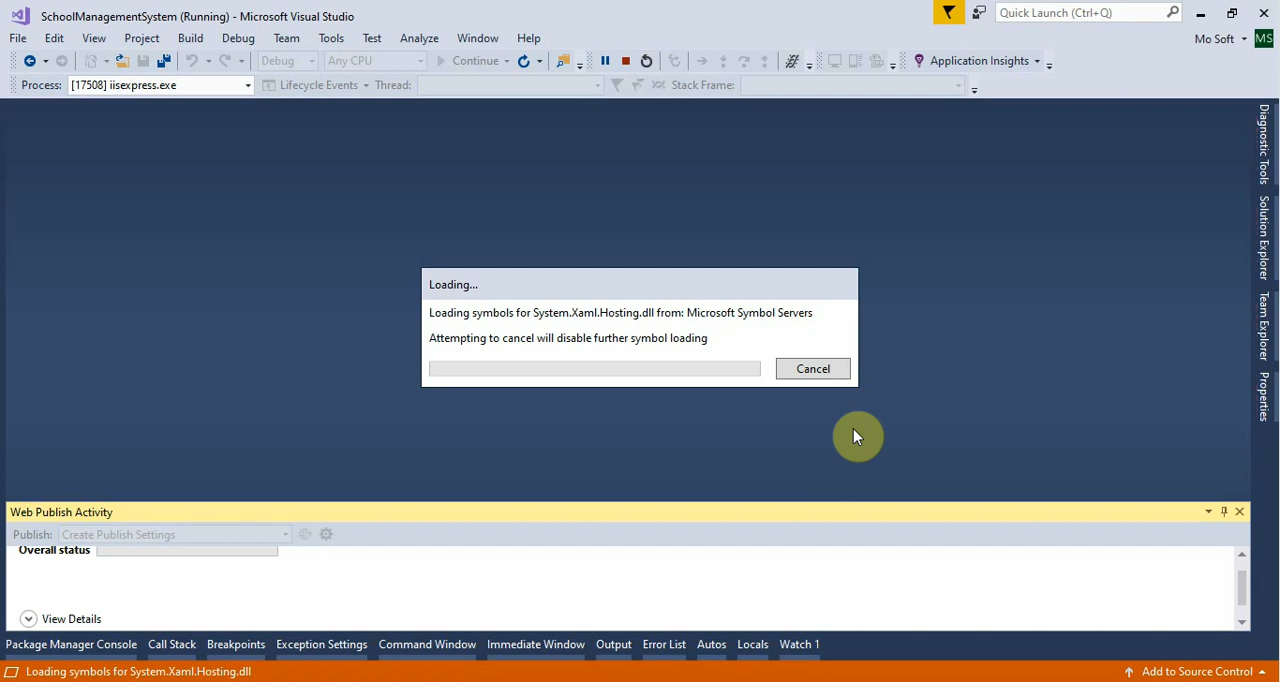 SchoolManagementSystem (Running) - Microsoft Visual Studio
Quick Launch (Ctrl+Q)
File Edit View Project Build Debug Team Tools Test Analyze Window Help
Mo Soft MS
Debug Any CPU Continue Application Insights
Process: [17508] iisexpress.exe Lifecycle Events Thread: Stack Frame:
Diagnostic Tools
Solution Explorer
Team Explorer
Properties
Loading...
Loading symbols for System.Xaml.Hosting.dll from: Microsoft Symbol Servers
Attempting to cancel will disable further symbol loading
Cancel
Web Publish Activity
Publish: Create Publish Settings
Overall status
View Details
Package Manager Console Call Stack Breakpoints Exception Settings Command Window Immediate Window Output Error List Autos Locals Watch 1
Loading symbols for System.Xaml.Hosting.dll Add to Source Control